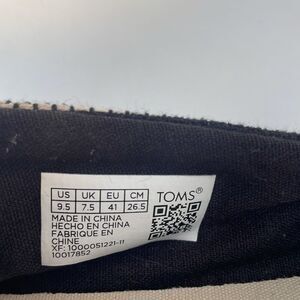 US UK EU CM
9.5 7.5 41 26.5
TOMS®
MADE IN CHINA
HECHO EN CHINA
FABRIQUE EN
CHINE
XF: 1000051221-11
10017852